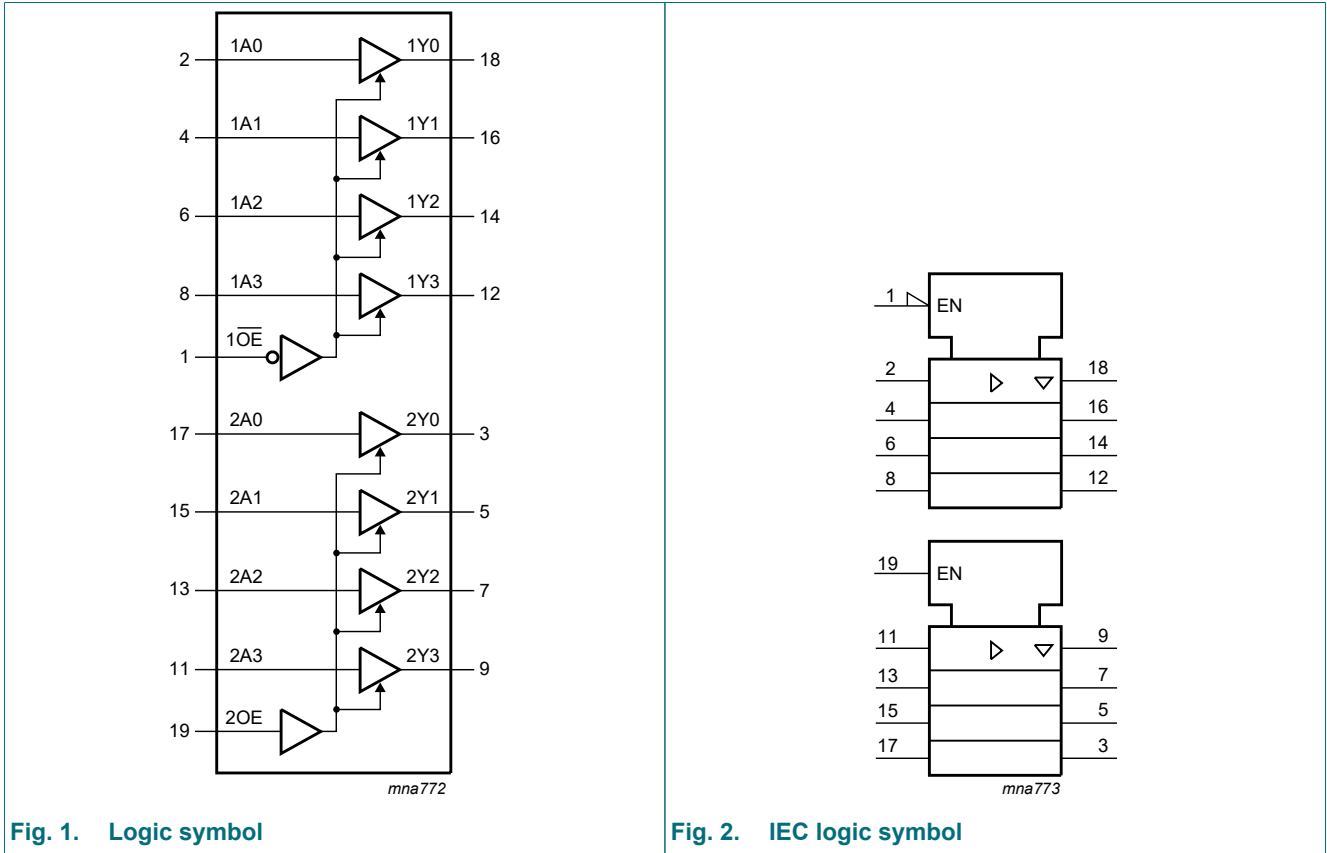 2 1A0 1Y0 18
4 1A1 1Y1 16
6 1A2 1Y2 14
8 1A3 1Y3 12
1 1O̅E̅
17 2A0 2Y0 3
15 2A1 2Y1 5
13 2A2 2Y2 7
11 2A3 2Y3 9
19 2OE
mna772
Fig. 1. Logic symbol
1 EN
2 18
4 16
6 14
8 12
19 EN
11 9
13 7
15 5
17 3
mna773
Fig. 2. IEC logic symbol